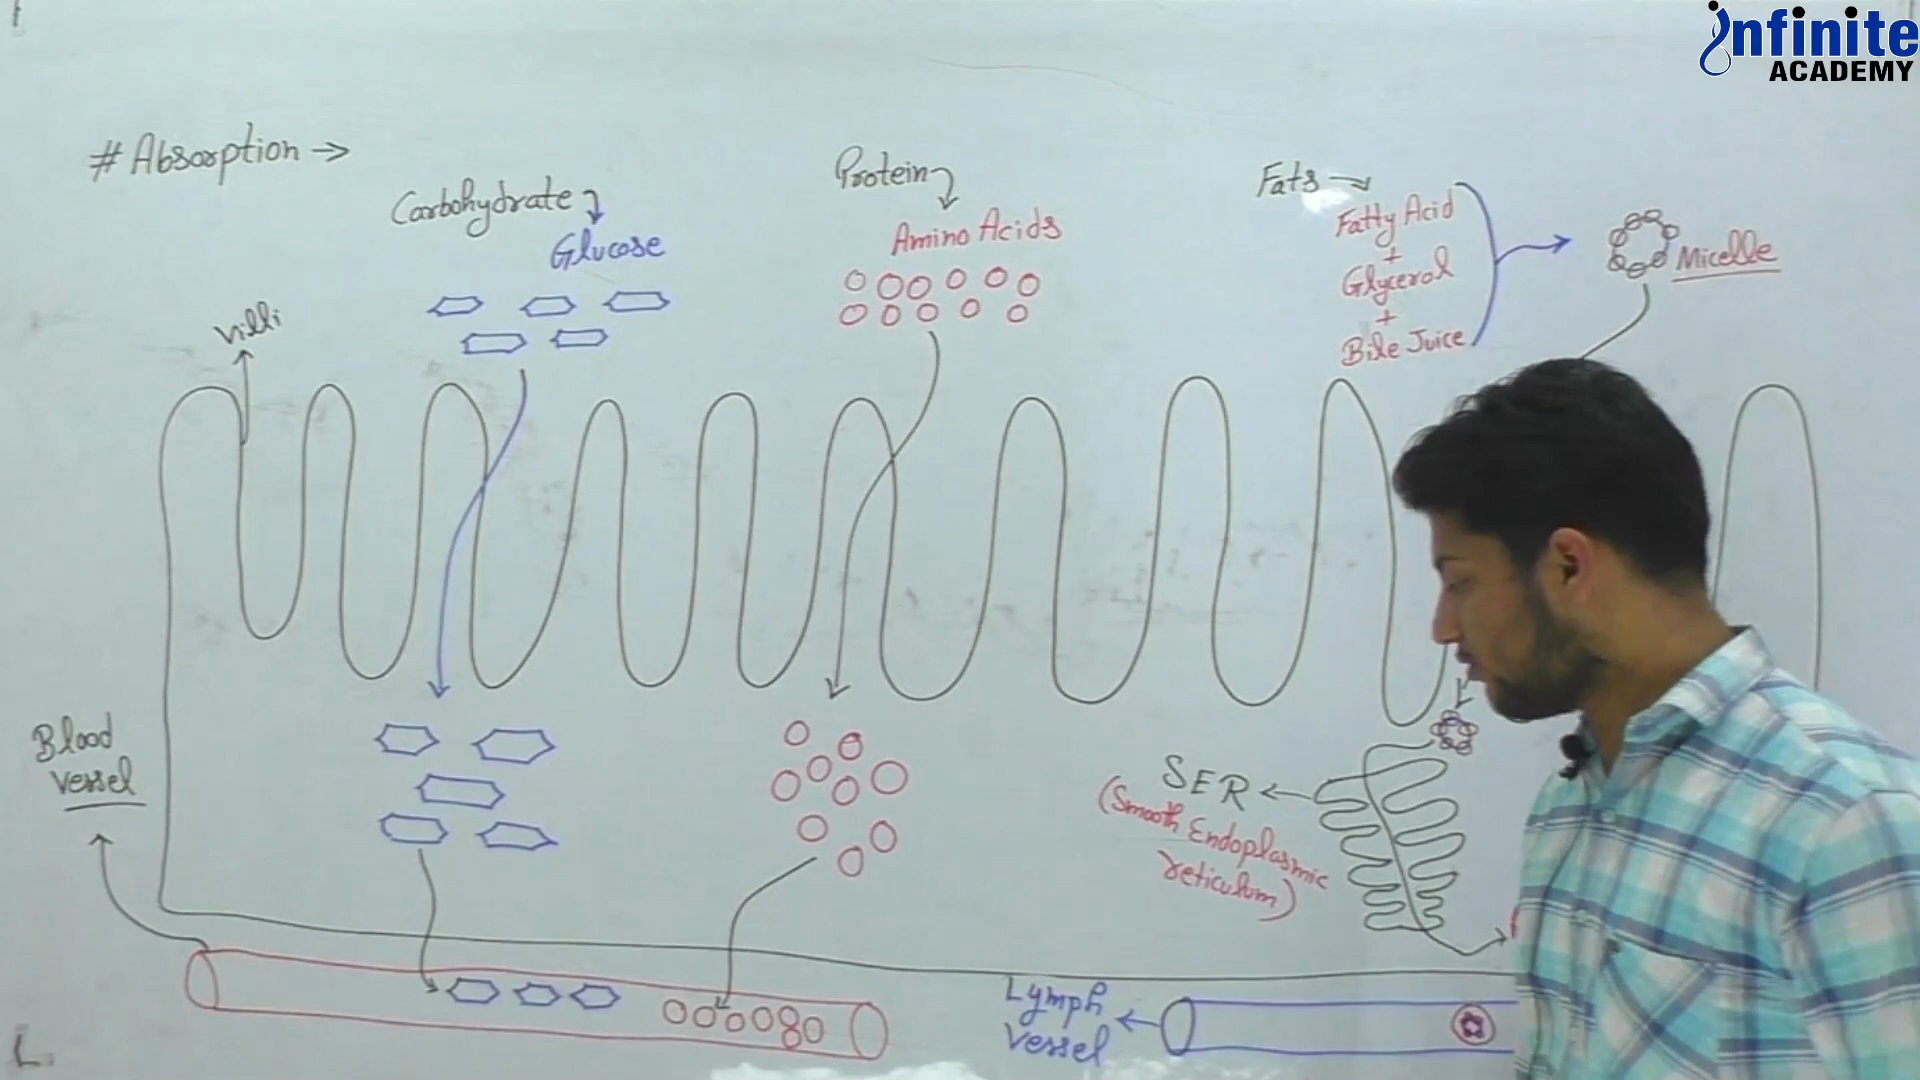 infinite
ACADEMY
# Absorption →
Carbohydrate
Glucose
Protein
Amino Acids
Fats →
Fatty Acid
+
Glycerol
+
Bile Juice
Micelle
Villi
Blood
Vessel
SER
(Smooth Endoplasmic
reticulum)
Lymph
Vessel